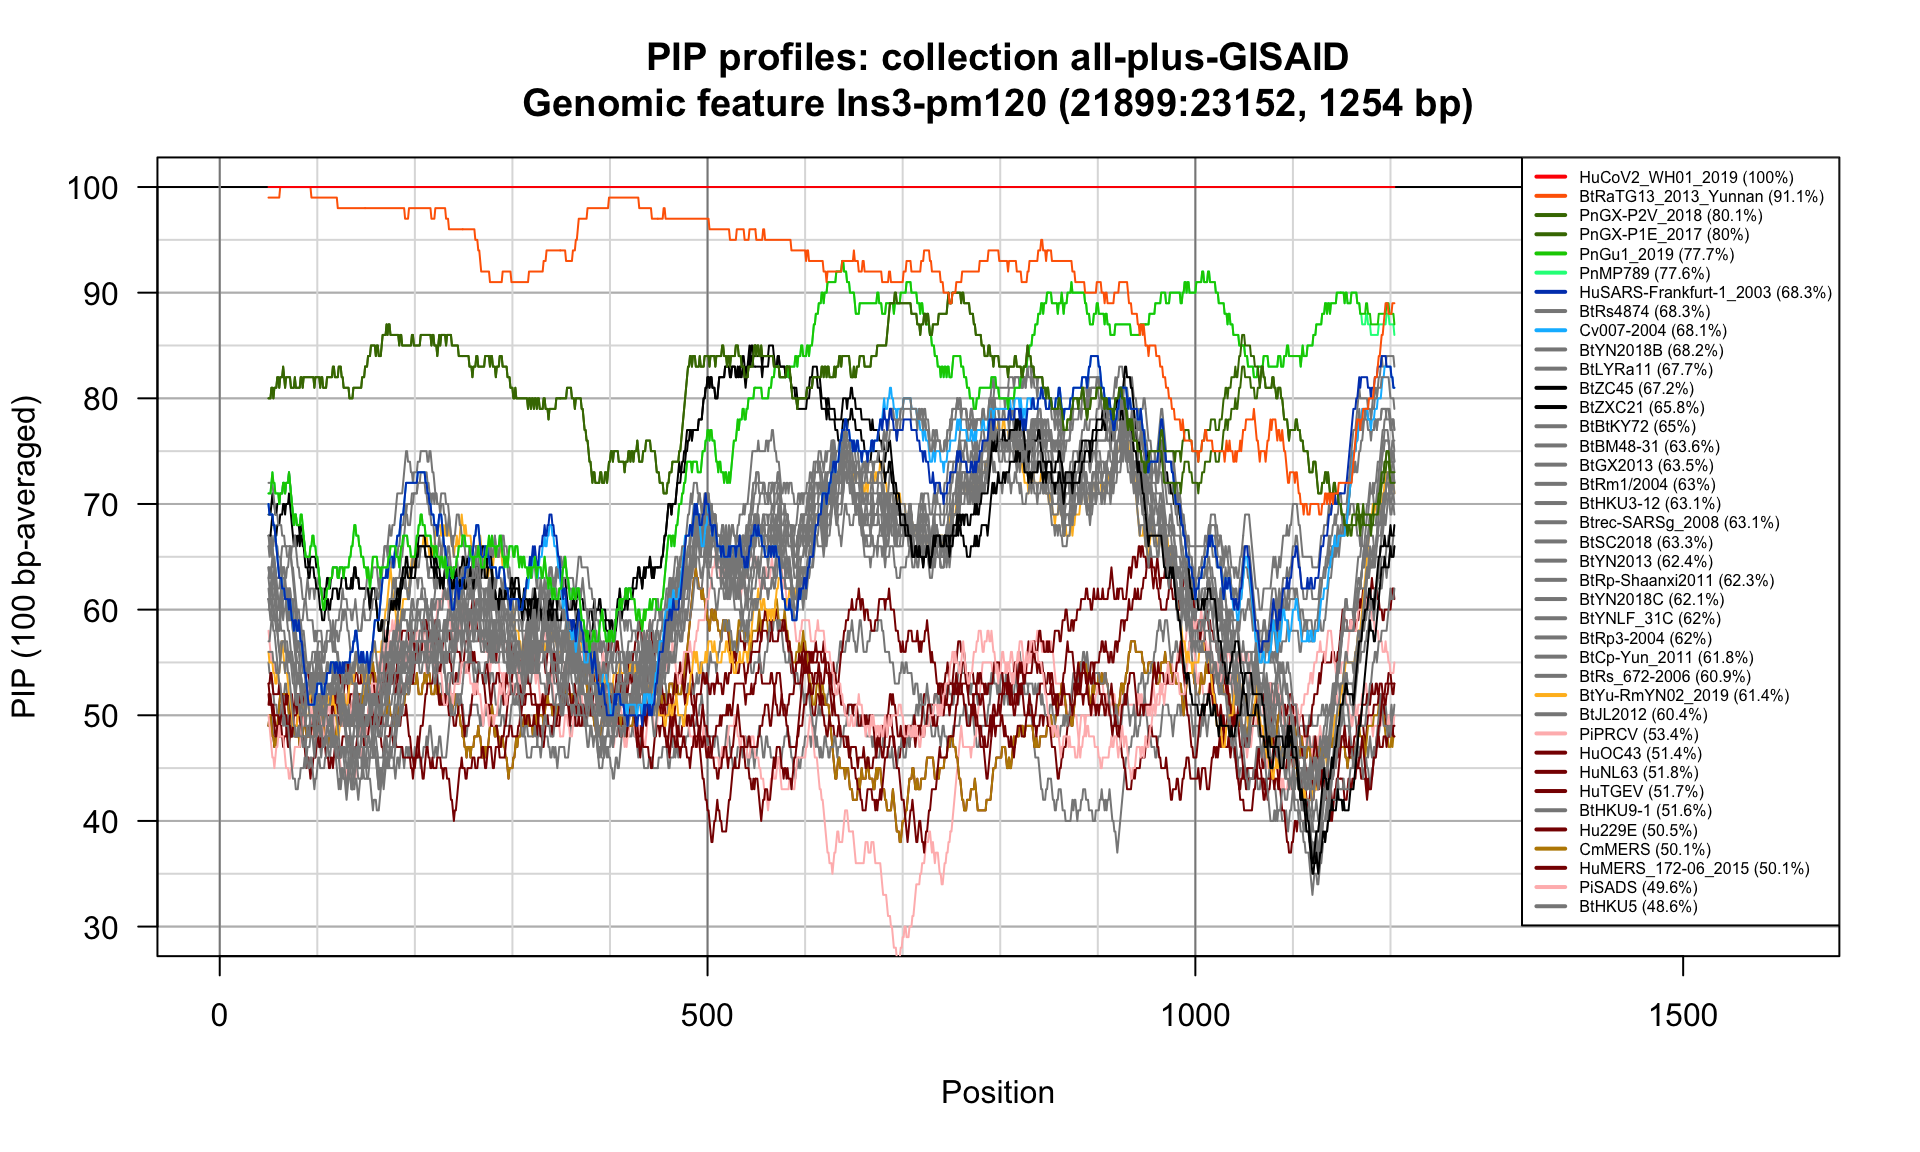 PIP profiles: collection all-plus-GISAID
Genomic feature Ins3-pm120 (21899:23152, 1254 bp)
PIP (100 bp-averaged)
100
90
80
70
60
50
40
30
0
500
1000
1500
Position
HuCoV2_WH01_2019 (100%)
BtRaTG13_2013_Yunnan (91.1%)
PnGX-P2V_2018 (80.1%)
PnGX-P1E_2017 (80%)
PnGu1_2019 (77.7%)
PnMP789 (77.6%)
HuSARS-Frankfurt-1_2003 (68.3%)
BtRs4874 (68.3%)
Cv007-2004 (68.1%)
BtYN2018B (68.2%)
BtLYRa11 (67.7%)
BtZC45 (67.2%)
BtZXC21 (65.8%)
BtBtKY72 (65%)
BtBM48-31 (63.6%)
BtGX2013 (63.5%)
BtRm1/2004 (63%)
BtHKU3-12 (63.1%)
Btrec-SARSg_2008 (63.1%)
BtSC2018 (63.3%)
BtYN2013 (62.4%)
BtRp-Shaanxi2011 (62.3%)
BtYN2018C (62.1%)
BtYNLF_31C (62%)
BtRp3-2004 (62%)
BtCp-Yun_2011 (61.8%)
BtRs_672-2006 (60.9%)
BtYu-RmYN02_2019 (61.4%)
BtJL2012 (60.4%)
PiPRCV (53.4%)
HuOC43 (51.4%)
HuNL63 (51.8%)
HuTGEV (51.7%)
BtHKU9-1 (51.6%)
Hu229E (50.5%)
CmMERS (50.1%)
HuMERS_172-06_2015 (50.1%)
PiSADS (49.6%)
BtHKU5 (48.6%)